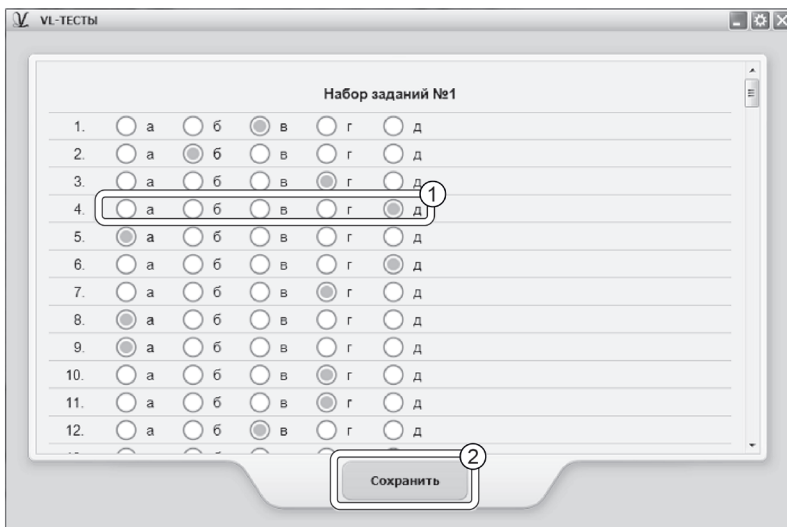 VL-ТЕСТЫ
Набор заданий №1
1. а б в г д
2. а б в г д
3. а б в г д
1
4. а б в г д
5. а б в г д
6. а б в г д
7. а б в г д
8. а б в г д
9. а б в г д
10. а б в г д
11. а б в г д
12. а б в г д
2
Сохранить